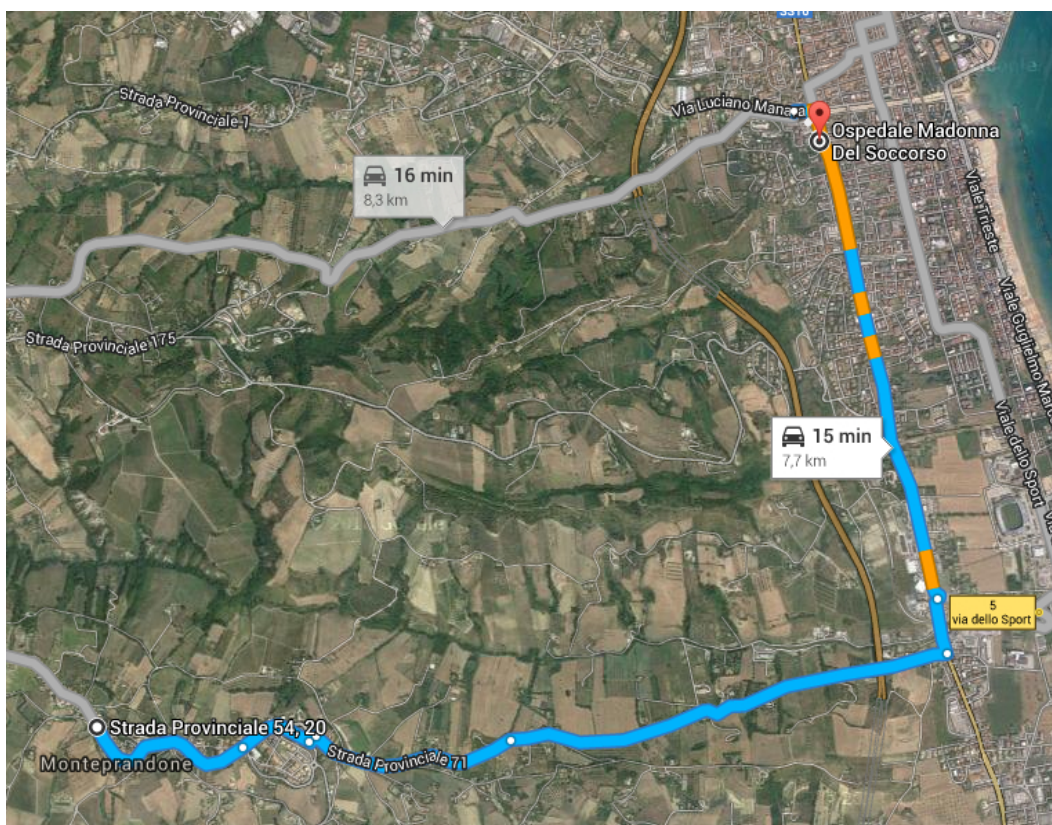 SS16
Strada Provinciale 1
Via Luciano Manara
Ospedale Madonna
Del Soccorso
16 min
8,3 km
Viale Trieste
Viale Guglielmo Marc
Strada Provinciale 175
15 min
7,7 km
Viale dello Sport
5
via dello Sport
Strada Provinciale 54, 20
Strada Provinciale 71
Monteprandone